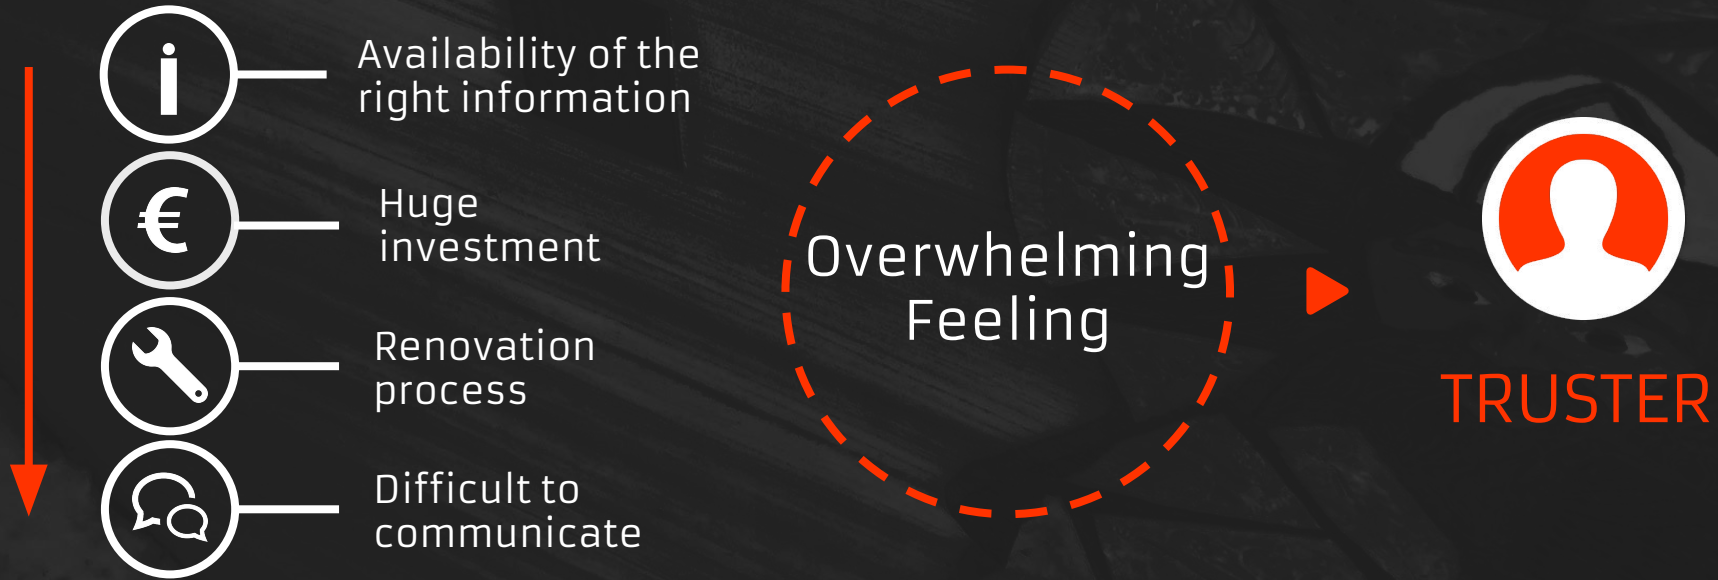 Availability of the
right information
€
Huge
investment
Renovation
process
Difficult to
communicate
Overwhelming
Feeling
TRUSTER